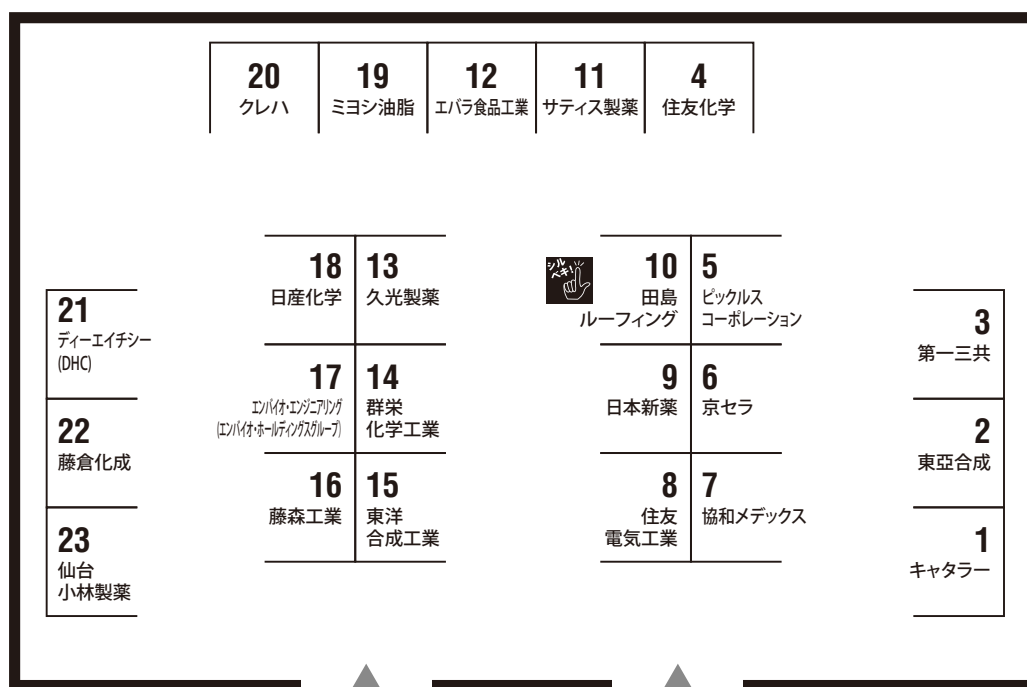 20
クレハ
19
ミヨシ油脂
12
エバラ食品工業
11
サティス製薬
4
住友化学
18
日産化学
13
久光製薬
シル
ベキ!
10
田島
ルーフィング
5
ピックルス
コーポレーション
21
ディーエイチシー
(DHC)
3
第一三共
17
エンバイオ・エンジニアリング
(エンバイオ・ホールディングスグループ)
14
群栄
化学工業
9
日本新薬
6
京セラ
22
藤倉化成
2
東亞合成
16
藤森工業
15
東洋
合成工業
8
住友
電気工業
7
協和メデックス
23
仙台
小林製薬
1
キャタラー